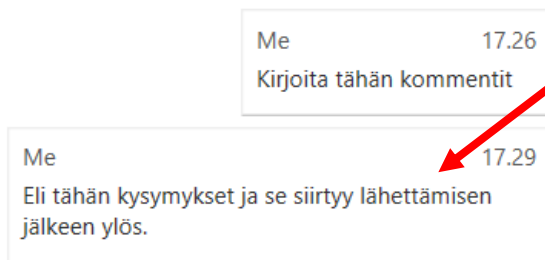 Me 17.26
Kirjoita tähän kommentit
Me 17.29
Eli tähän kysymykset ja se siirtyy lähettämisen
jälkeen ylös.